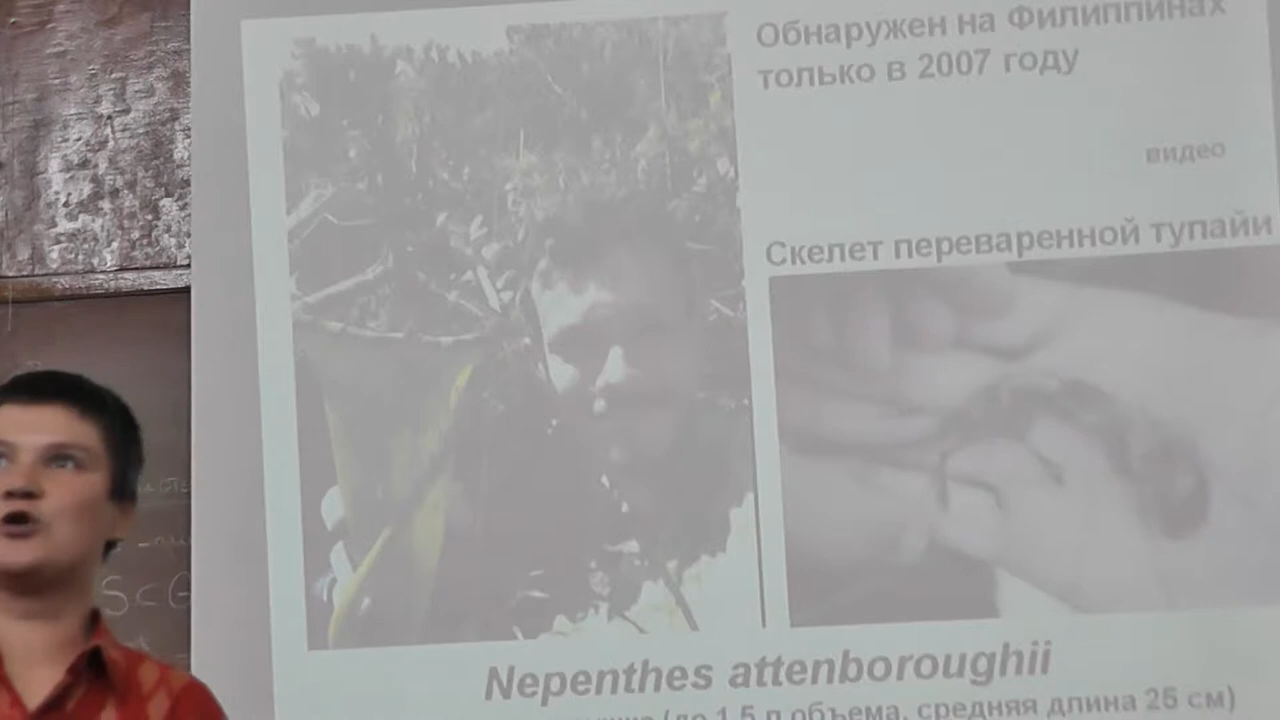 Обнаружен на Филиппинах
только в 2007 году
видео
Скелет переваренной тупайи
Nepenthes attenboroughii
(до 1,5 л объема, средняя длина 25 см)